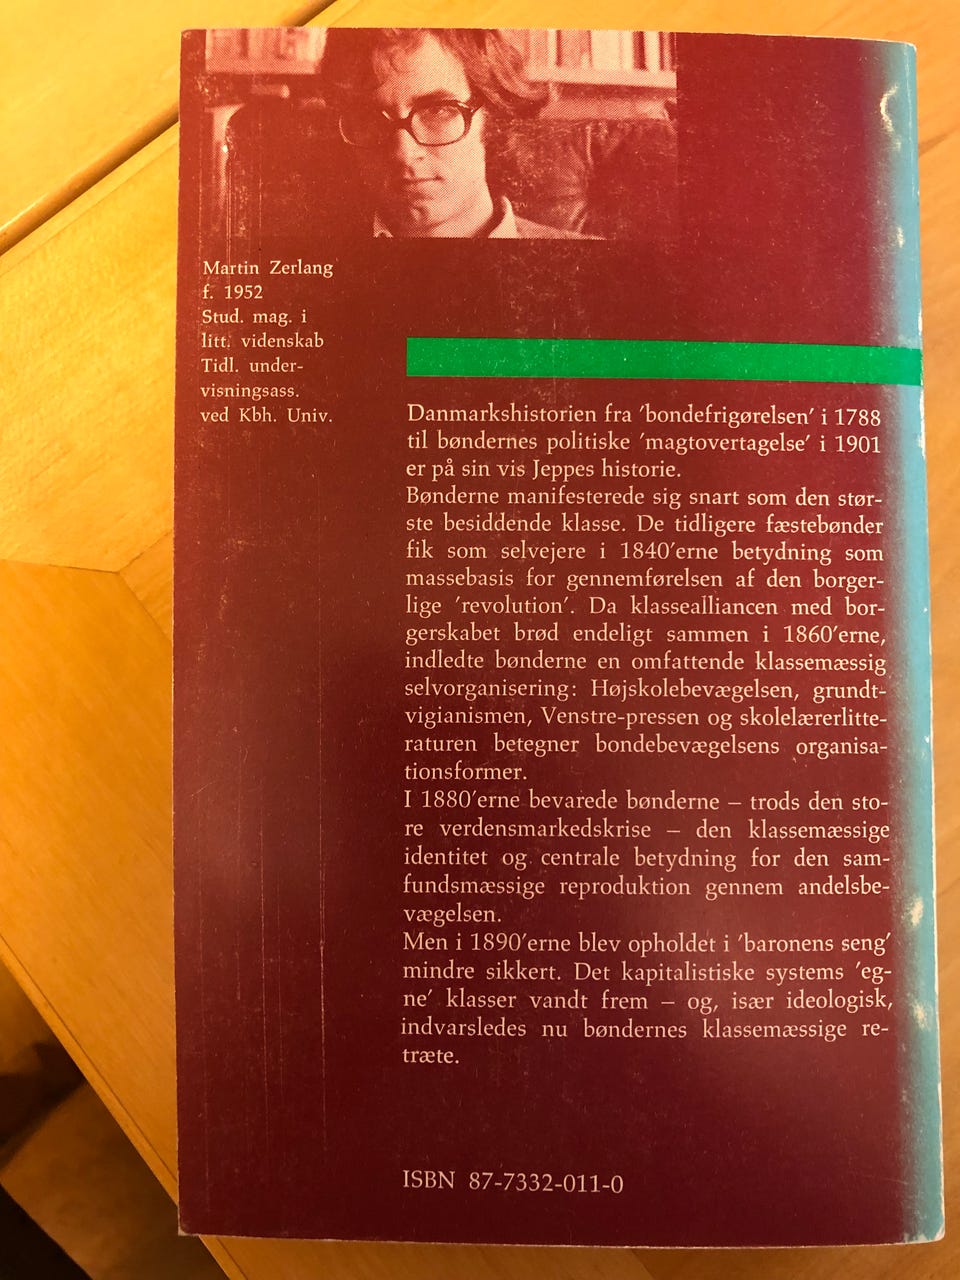 Martin Zerlang
f. 1952
Stud. mag. i
litt. videnskab
Tidl. under-
visningsass.
ved Kbh. Univ.
Danmarkshistorien fra 'bondefrigørelsen' i 1788
til bøndernes politiske 'magtovertagelse' i 1901
er på sin vis Jeppes historie.
Bønderne manifesterede sig snart som den stør-
ste besiddende klasse. De tidligere fæstebønder
fik som selvejere i 1840'erne betydning som
massebasis for gennemførelsen af den borger-
lige 'revolution'. Da klassealliancen med bor-
gerskabet brød endeligt sammen i 1860'erne,
indledte bønderne en omfattende klassemæssig
selvorganisering: Højskolebevægelsen, grundt-
vigianismen, Venstre-pressen og skolelærerlitte-
raturen betegner bondebevægelsens organisa-
tionsformer.
I 1880'erne bevarede bønderne – trods den sto-
re verdensmarkedskrise – den klassemæssige
identitet og centrale betydning for den sam-
fundsmæssige reproduktion gennem andelsbe-
vægelsen.
Men i 1890'erne blev opholdet i 'baronens seng'
mindre sikkert. Det kapitalistiske systems 'eg-
ne' klasser vandt frem – og, især ideologisk,
indvarsledes nu bøndernes klassemæssige re-
træte.
ISBN 87-7332-011-0